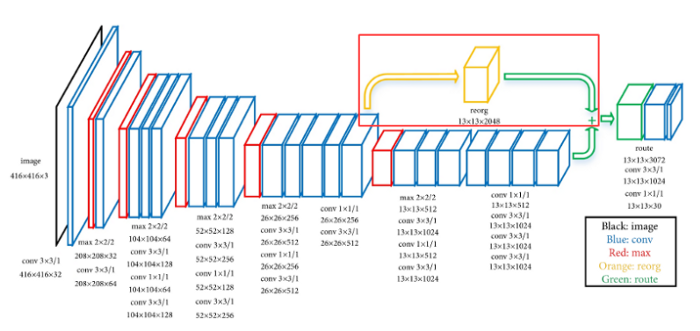 image
416×416×3
conv 3×3/1
416×416×32
max 2×2/2
208×208×32
conv 3×3/1
208×208×64
max 2×2/2
104×104×64
conv 3×3/1
104×104×128
conv 1×1/1
104×104×64
conv 3×3/1
104×104×128
max 2×2/2
52×52×128
conv 3×3/1
52×52×256
conv 1×1/1
52×52×128
conv 3×3/1
52×52×256
max 2×2/2
26×26×256
conv 3×3/1
26×26×512
conv 1×1/1
26×26×256
conv 3×3/1
26×26×512
conv 1×1/1
26×26×256
conv 3×3/1
26×26×512
reorg
13×13×2048
max 2×2/2
13×13×512
conv 3×3/1
13×13×1024
conv 1×1/1
13×13×512
conv 3×3/1
13×13×1024
conv 1×1/1
13×13×512
conv 3×3/1
13×13×1024
conv 3×3/1
13×13×1024
conv 3×3/1
13×13×1024
+
route
13×13×3072
conv 3×3/1
13×13×1024
conv 1×1/1
13×13×30
Black: image
Blue: conv
Red: max
Orange: reorg
Green: route